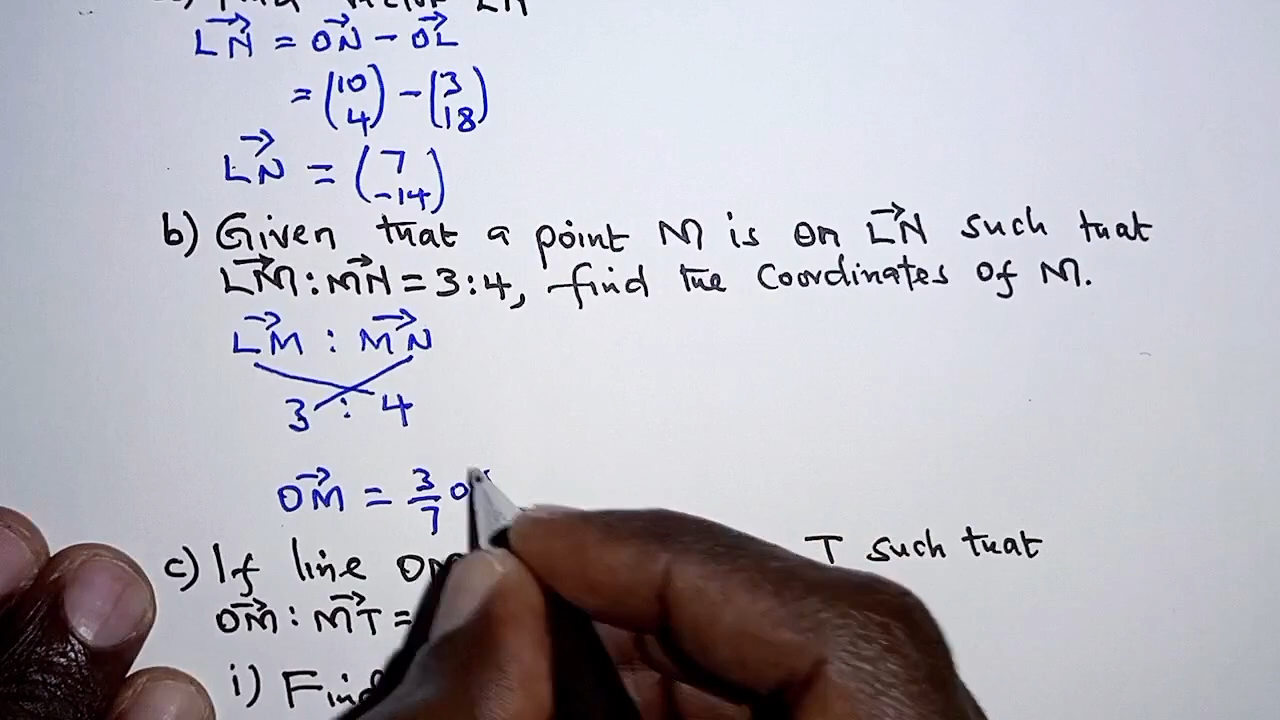 LN = ON - OL
= (10 4) - (3 18)
LN = (7 -14)
b) Given that a point M is on LN such that
LM : MN = 3:4, find the coordinates of M.
LM : MN
3 : 4
OM = 3/7
c) If line T such that
OM : MT =
i) Find